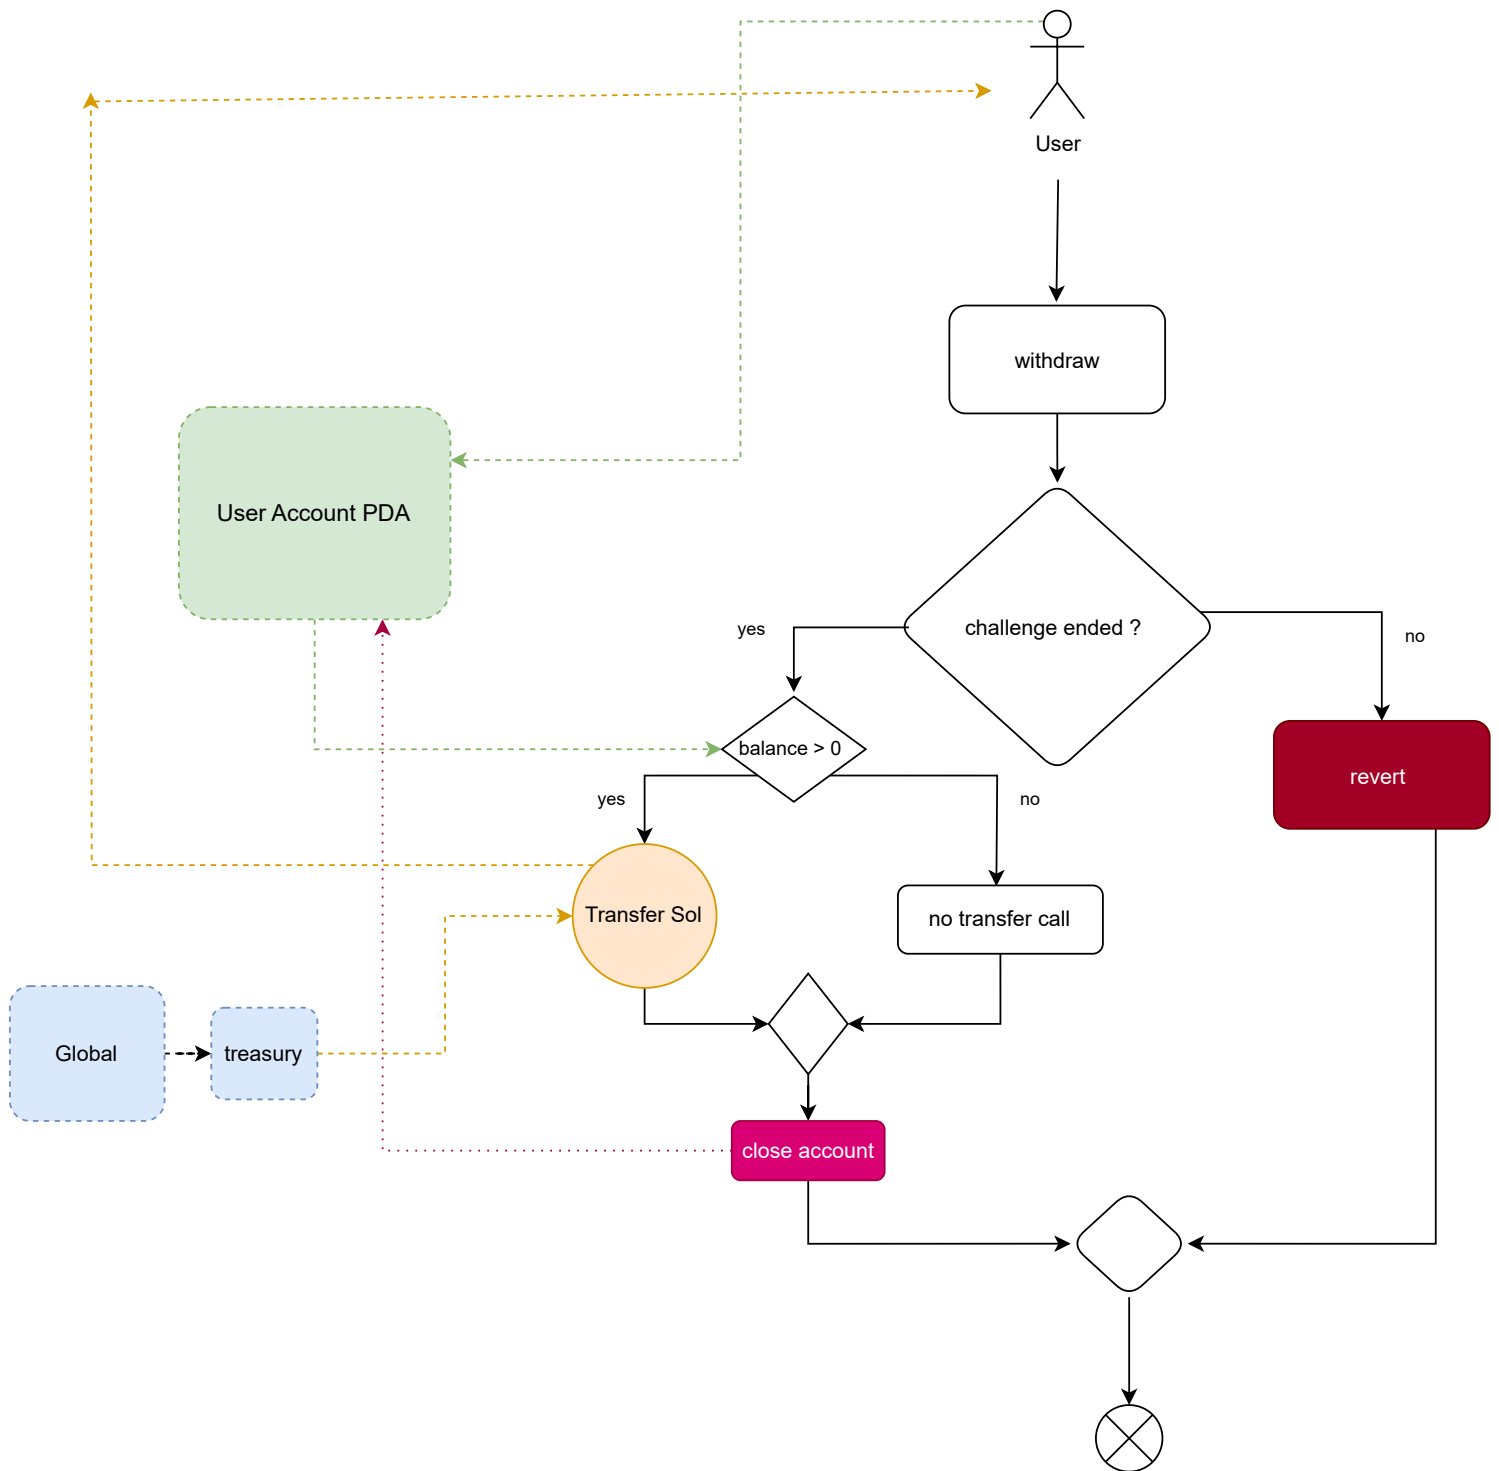 User
withdraw
User Account PDA
challenge ended ?
yes
no
balance > 0
revert
yes
no
Transfer Sol
no transfer call
Global
treasury
close account